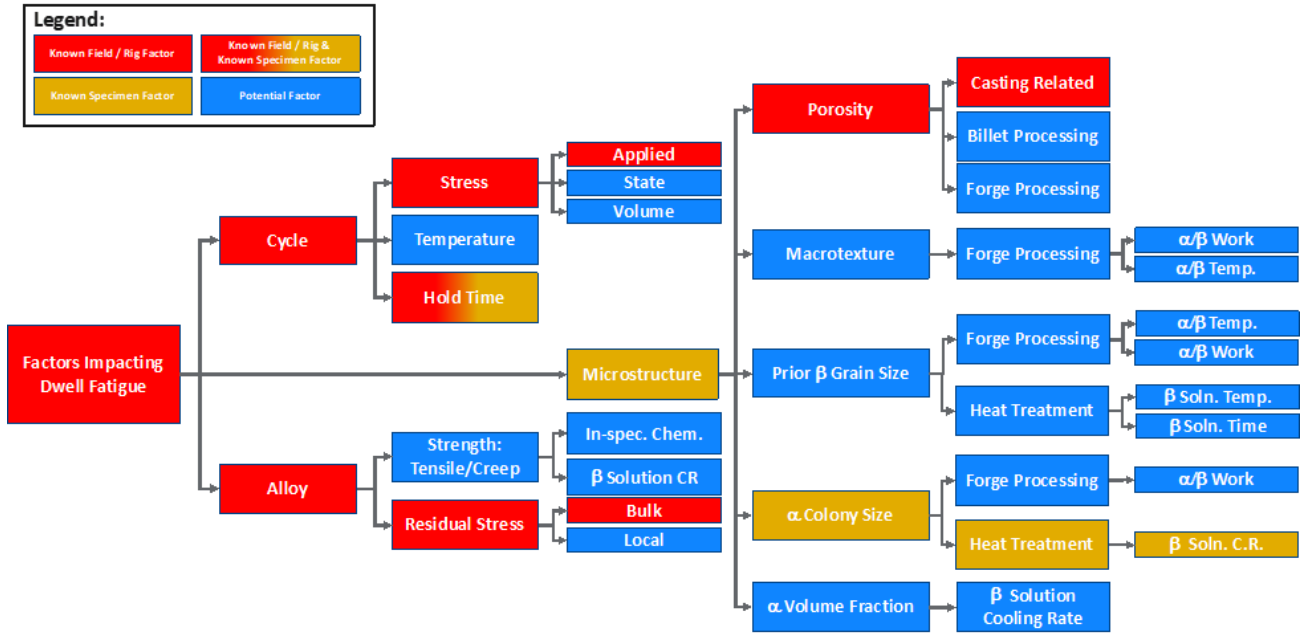 Legend:
Known Field / Rig Factor
Known Field / Rig &
Known Specimen Factor
Known Specimen Factor
Potential Factor
Factors Impacting
Dwell Fatigue
Cycle
Alloy
Stress
Temperature
Hold Time
Strength:
Tensile/Creep
Residual Stress
Applied
State
Volume
Microstructure
In-spec. Chem.
β Solution CR
Bulk
Local
Porosity
Macrotexture
Prior β Grain Size
α Colony Size
α Volume Fraction
Casting Related
Billet Processing
Forge Processing
Forge Processing
Forge Processing
Heat Treatment
Forge Processing
Heat Treatment
β Solution
Cooling Rate
α/β Work
α/β Temp.
α/β Temp.
α/β Work
β Soln. Temp.
β Soln. Time
α/β Work
β Soln. C.R.